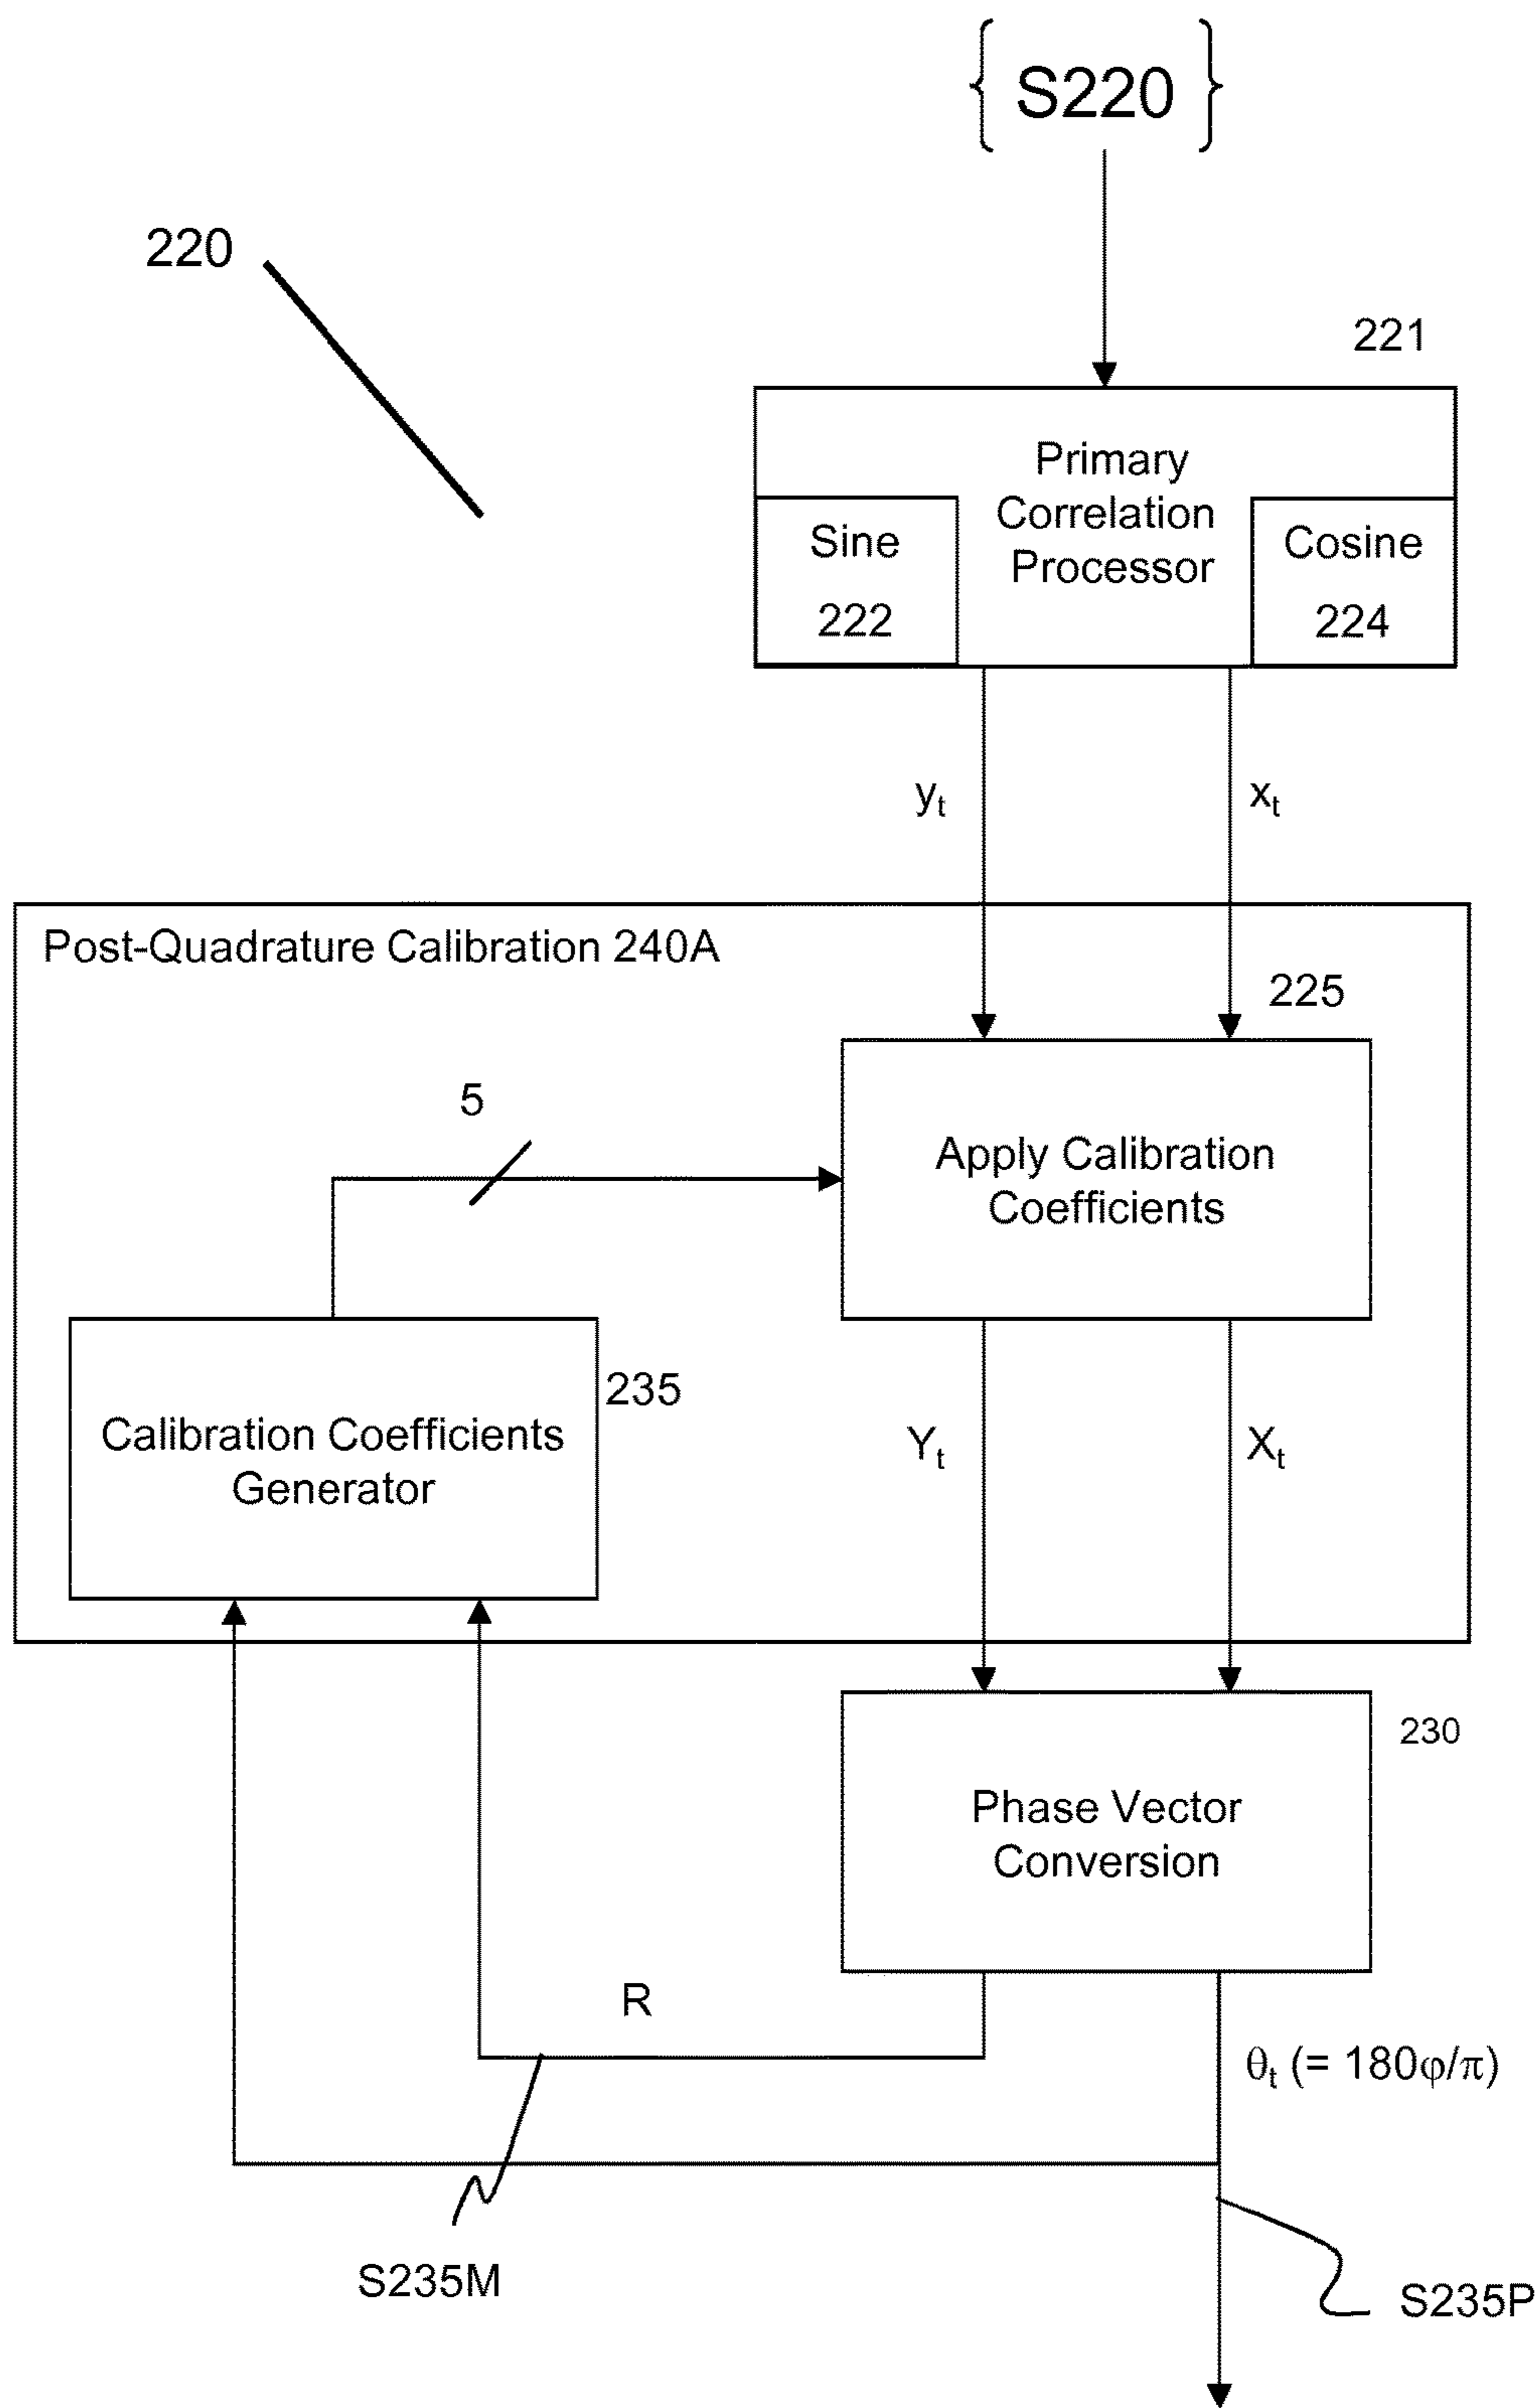 { S220 }
220
221
Primary
Correlation
Processor
Sine
222
Cosine
224
yt
xt
Post-Quadrature Calibration 240A
225
5
Apply Calibration
Coefficients
235
Calibration Coefficients
Generator
Yt
Xt
230
Phase Vector
Conversion
R
θt (= 180φ/π)
S235M
S235P